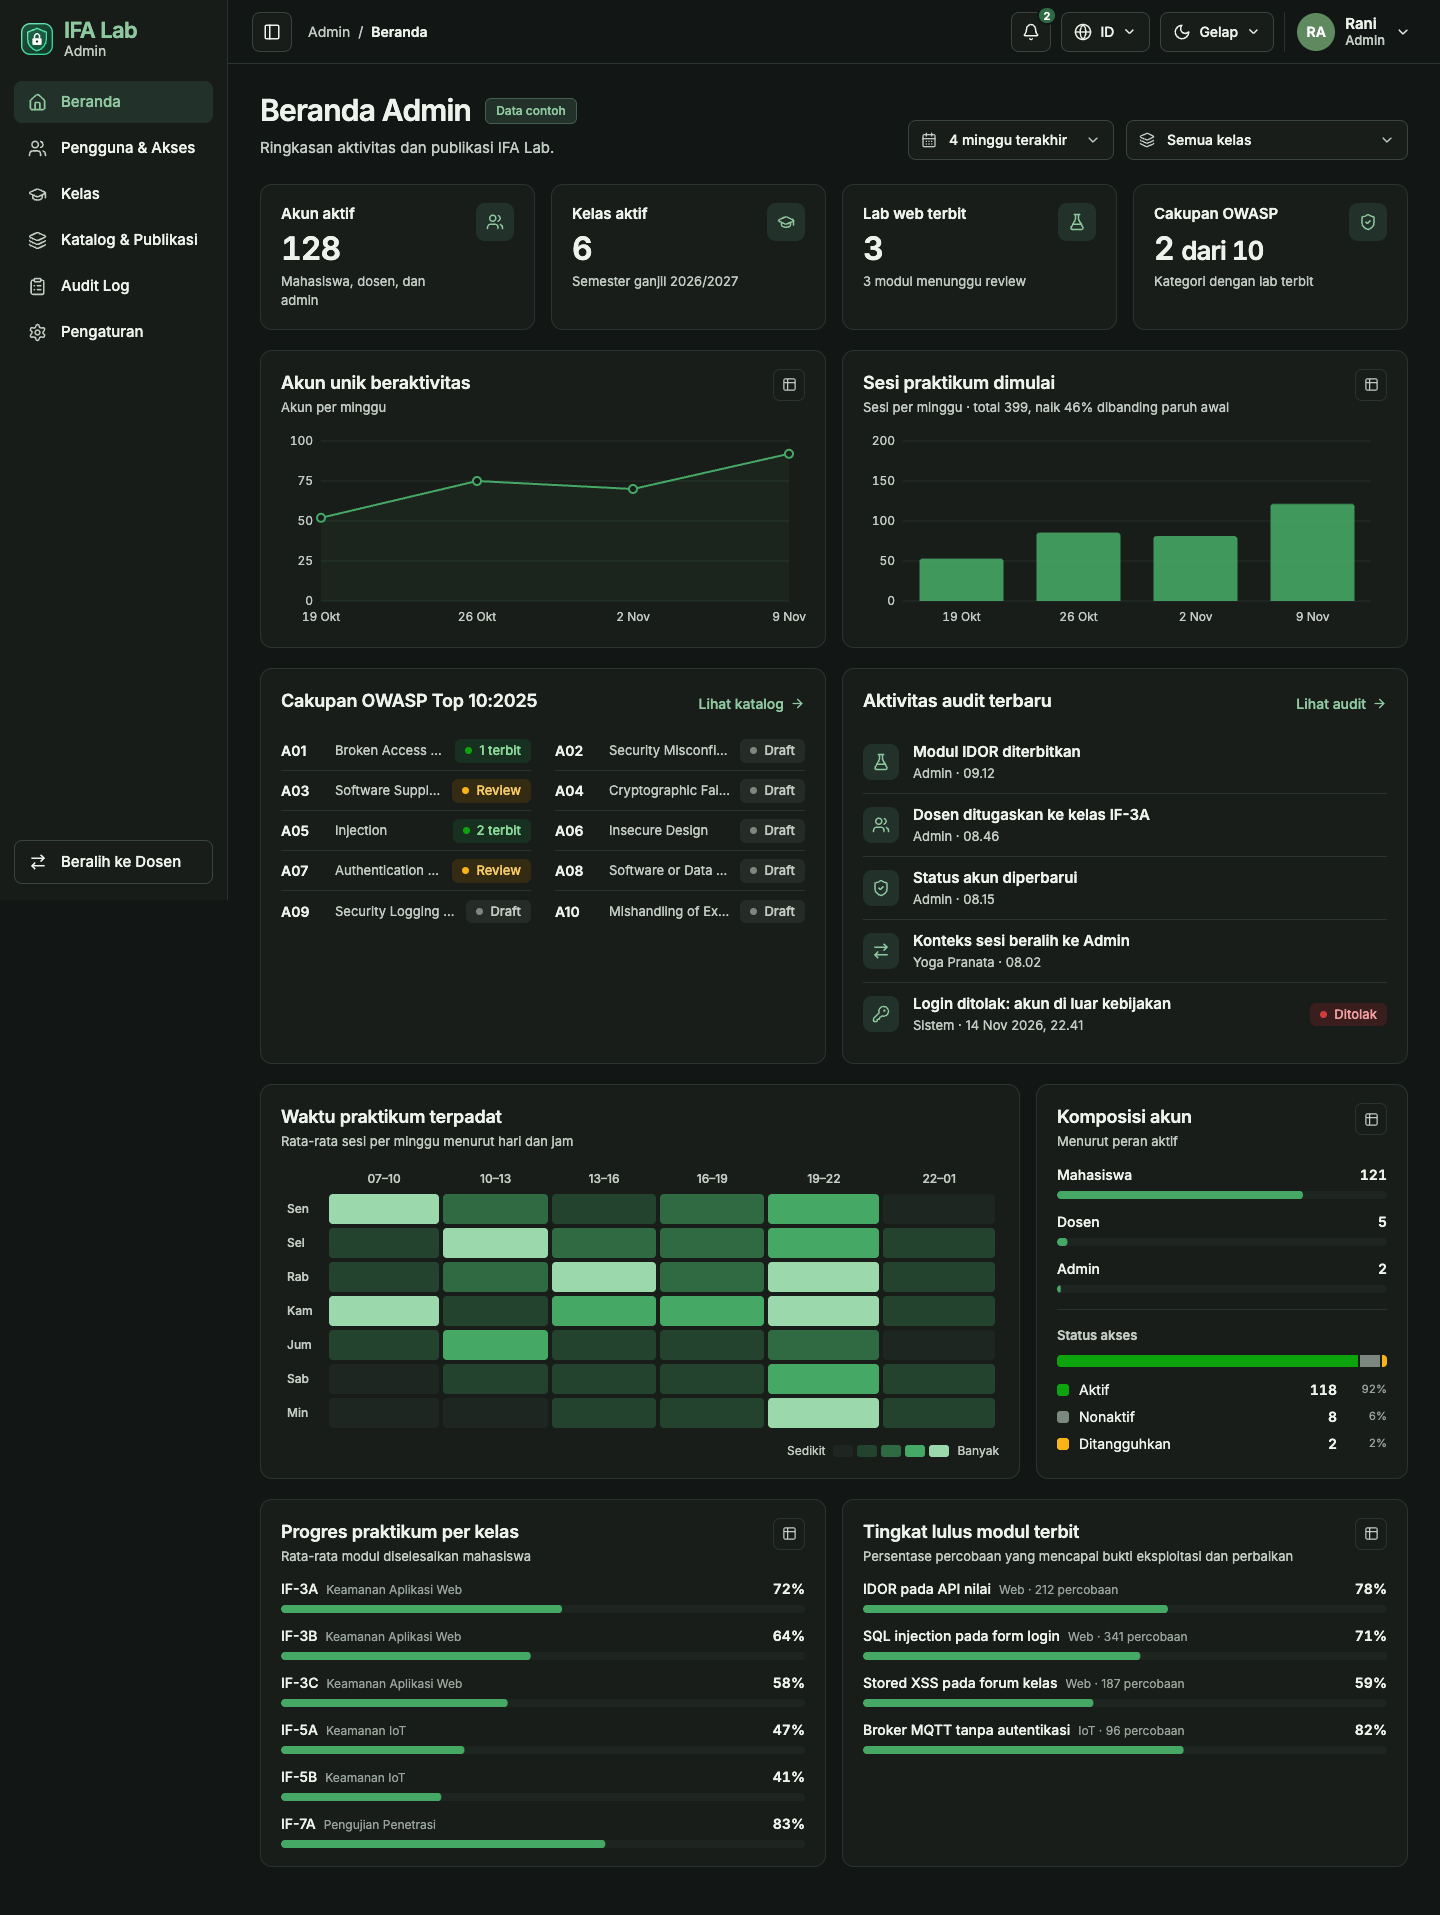 IFA Lab
Admin
Beranda
Pengguna & Akses
Kelas
Katalog & Publikasi
Audit Log
Pengaturan
Beralih ke Dosen
Admin / Beranda
2
ID
Gelap
RA
Rani
Admin
Beranda Admin
Data contoh
Ringkasan aktivitas dan publikasi IFA Lab.
4 minggu terakhir
Semua kelas
Akun aktif
128
Mahasiswa, dosen, dan
admin
Kelas aktif
6
Semester ganjil 2026/2027
Lab web terbit
3
3 modul menunggu review
Cakupan OWASP
2 dari 10
Kategori dengan lab terbit
Akun unik beraktivitas
Akun per minggu
100
75
50
25
0
19 Okt
26 Okt
2 Nov
9 Nov
Sesi praktikum dimulai
Sesi per minggu · total 399, naik 46% dibanding paruh awal
200
150
100
50
0
19 Okt
26 Okt
2 Nov
9 Nov
Cakupan OWASP Top 10:2025
Lihat katalog →
A01 Broken Access ... 1 terbit
A02 Security Misconfi... Draft
A03 Software Suppl... Review
A04 Cryptographic Fai... Draft
A05 Injection 2 terbit
A06 Insecure Design Draft
A07 Authentication ... Review
A08 Software or Data ... Draft
A09 Security Logging ... Draft
A10 Mishandling of Ex... Draft
Aktivitas audit terbaru
Lihat audit →
Modul IDOR diterbitkan
Admin · 09.12
Dosen ditugaskan ke kelas IF-3A
Admin · 08.46
Status akun diperbarui
Admin · 08.15
Konteks sesi beralih ke Admin
Yoga Pranata · 08.02
Login ditolak: akun di luar kebijakan
Sistem · 14 Nov 2026, 22.41
Ditolak
Waktu praktikum terpadat
Rata-rata sesi per minggu menurut hari dan jam
07–10 10–13 13–16 16–19 19–22 22–01
Sen
Sel
Rab
Kam
Jum
Sab
Min
Sedikit
Banyak
Komposisi akun
Menurut peran aktif
Mahasiswa 121
Dosen 5
Admin 2
Status akses
Aktif 118 92%
Nonaktif 8 6%
Ditangguhkan 2 2%
Progres praktikum per kelas
Rata-rata modul diselesaikan mahasiswa
IF-3A Keamanan Aplikasi Web 72%
IF-3B Keamanan Aplikasi Web 64%
IF-3C Keamanan Aplikasi Web 58%
IF-5A Keamanan IoT 47%
IF-5B Keamanan IoT 41%
IF-7A Pengujian Penetrasi 83%
Tingkat lulus modul terbit
Persentase percobaan yang mencapai bukti eksploitasi dan perbaikan
IDOR pada API nilai Web · 212 percobaan 78%
SQL injection pada form login Web · 341 percobaan 71%
Stored XSS pada forum kelas Web · 187 percobaan 59%
Broker MQTT tanpa autentikasi IoT · 96 percobaan 82%